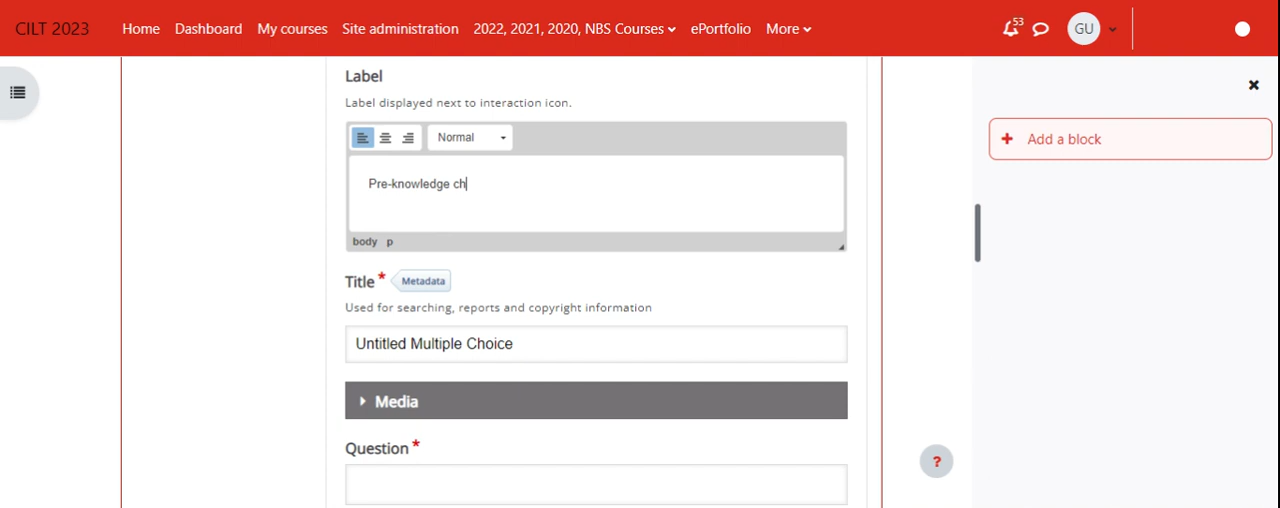 CILT 2023 Home Dashboard My courses Site administration 2022, 2021, 2020, NBS Courses ePortfolio More 53 GU
Label
Label displayed next to interaction icon.
Normal
Pre-knowledge ch
body p
Title * Metadata
Used for searching, reports and copyright information
Untitled Multiple Choice
Media
Question *
+ Add a block
?